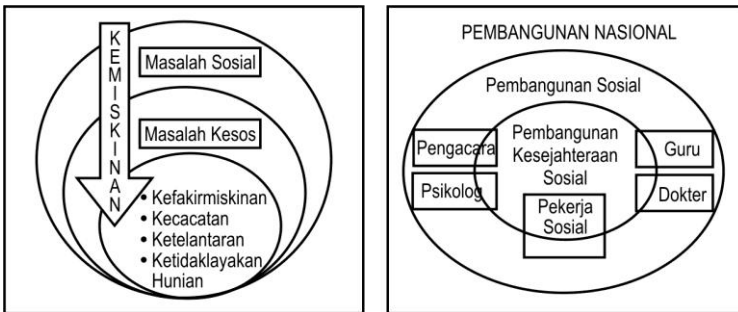 KEMISKINAN
Masalah Sosial
Masalah Kesos
• Kefakirmiskinan
• Kecacatan
• Ketelantaran
• Ketidaklayakan
Hunian
PEMBANGUNAN NASIONAL
Pembangunan Sosial
Pembangunan
Kesejahteraan
Sosial
Pengacara
Guru
Psikolog
Dokter
Pekerja
Sosial